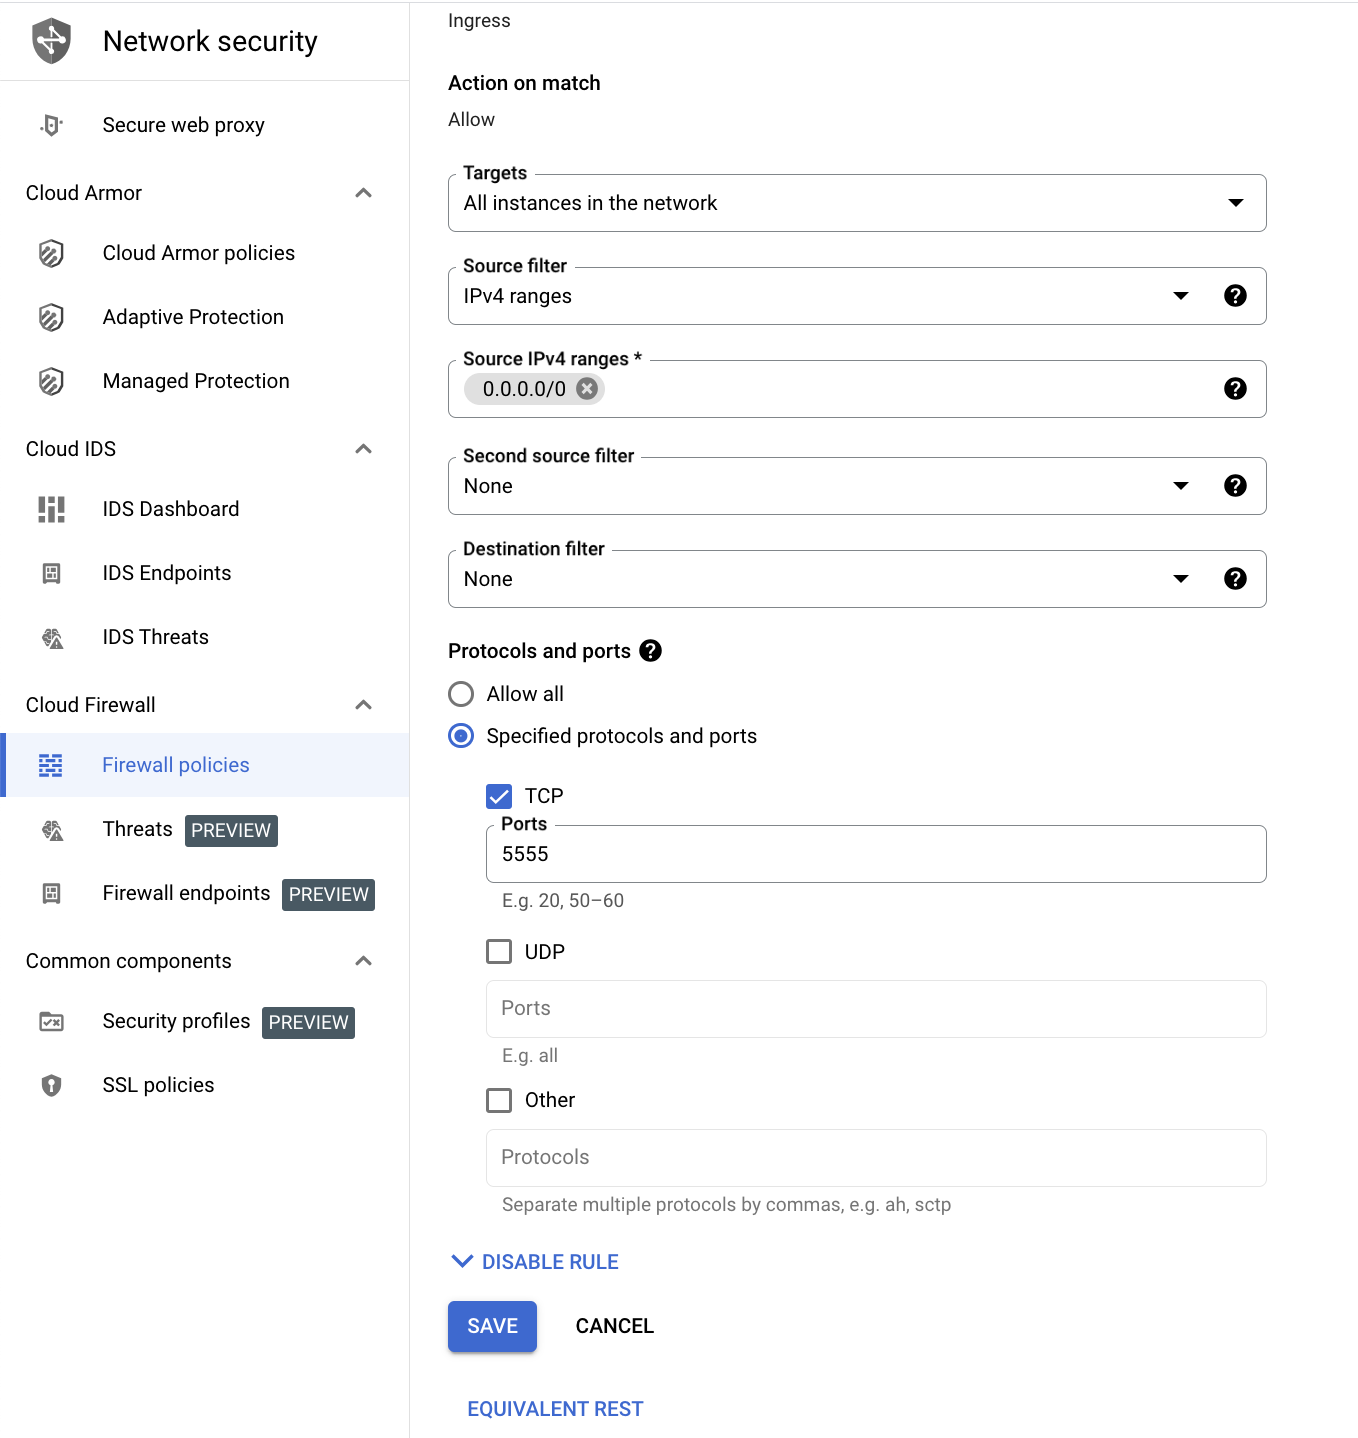 Network security
Secure web proxy
Cloud Armor
Cloud Armor policies
Adaptive Protection
Managed Protection
Cloud IDS
IDS Dashboard
IDS Endpoints
IDS Threats
Cloud Firewall
Firewall policies
Threats PREVIEW
Firewall endpoints PREVIEW
Common components
Security profiles PREVIEW
SSL policies
Ingress
Action on match
Allow
Targets
All instances in the network
Source filter
IPv4 ranges
Source IPv4 ranges *
0.0.0.0/0
Second source filter
None
Destination filter
None
Protocols and ports
Allow all
Specified protocols and ports
TCP
Ports
5555
E.g. 20, 50–60
UDP
Ports
E.g. all
Other
Protocols
Separate multiple protocols by commas, e.g. ah, sctp
DISABLE RULE
SAVE CANCEL
EQUIVALENT REST